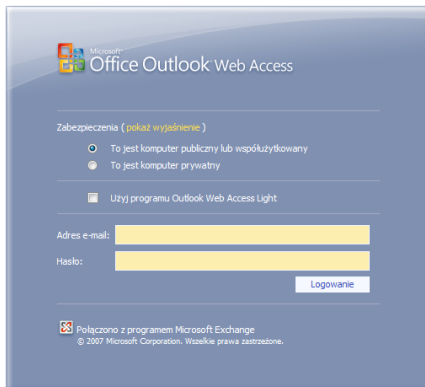 Microsoft®
Office Outlook® Web Access
Zabezpieczenia ( pokaż wyjaśnienie )
To jest komputer publiczny lub współużytkowany
To jest komputer prywatny
Użyj programu Outlook Web Access Light
Adres e-mail:
Hasło:
Logowanie
Połączono z programem Microsoft Exchange
© 2007 Microsoft Corporation. Wszelkie prawa zastrzeżone.